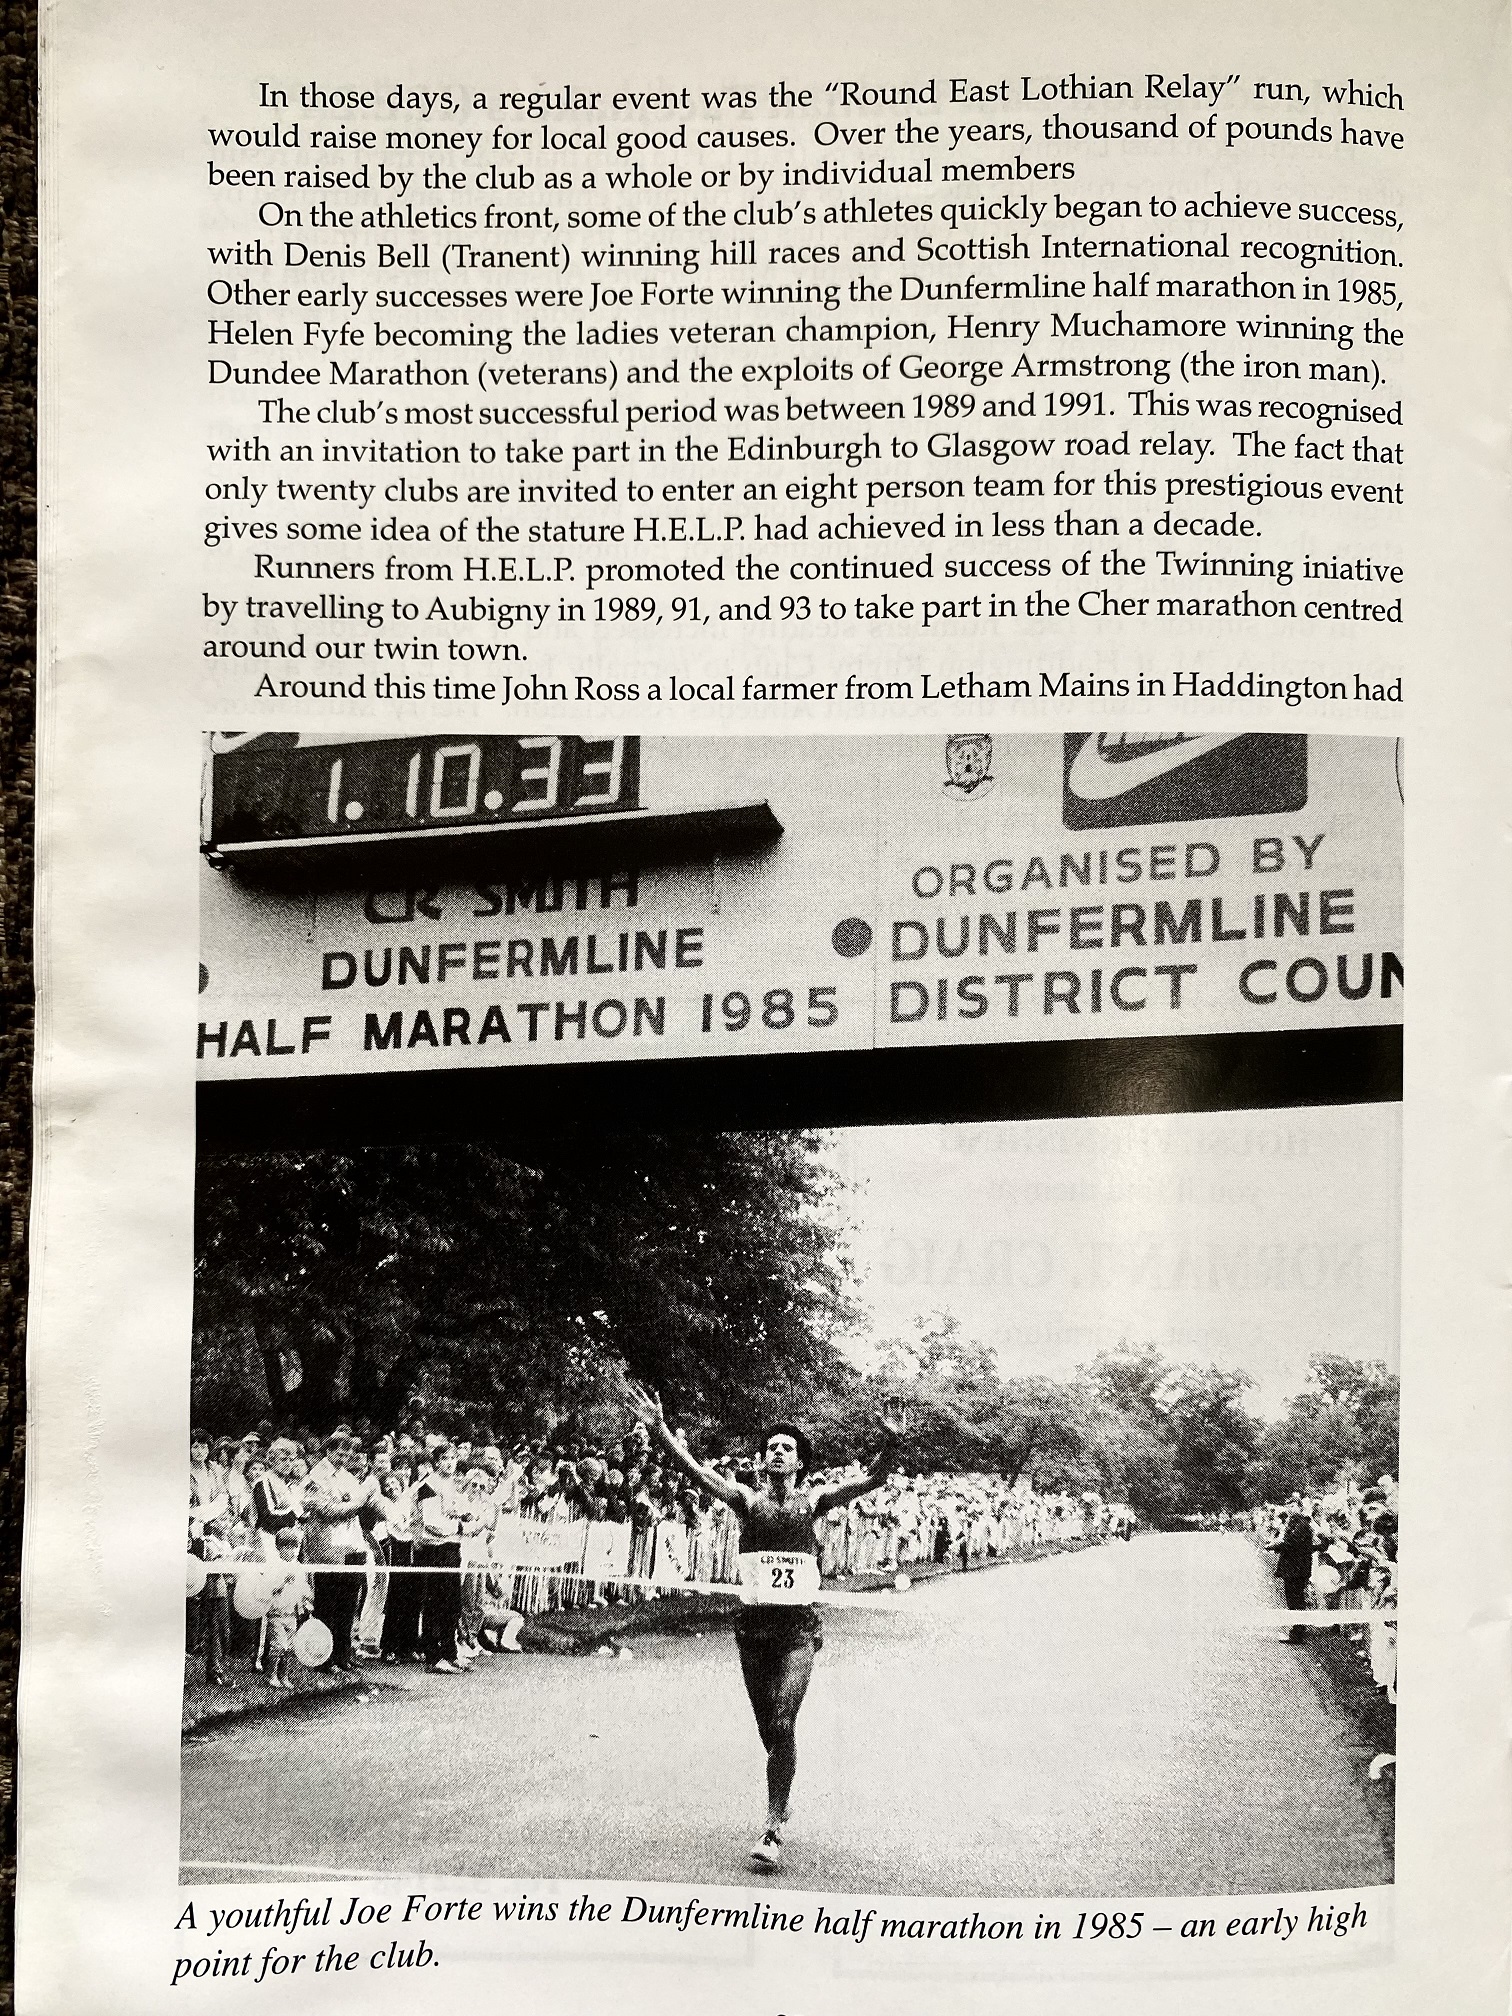 In those days, a regular event was the “Round East Lothian Relay” run, which
would raise money for local good causes. Over the years, thousand of pounds have
been raised by the club as a whole or by individual members
On the athletics front, some of the club’s athletes quickly began to achieve success,
with Denis Bell (Tranent) winning hill races and Scottish International recognition.
Other early successes were Joe Forte winning the Dunfermline half marathon in 1985,
Helen Fyfe becoming the ladies veteran champion, Henry Muchamore winning the
Dundee Marathon (veterans) and the exploits of George Armstrong (the iron man).
The club’s most successful period was between 1989 and 1991. This was recognised
with an invitation to take part in the Edinburgh to Glasgow road relay. The fact that
only twenty clubs are invited to enter an eight person team for this prestigious event
gives some idea of the stature H.E.L.P. had achieved in less than a decade.
Runners from H.E.L.P. promoted the continued success of the Twinning iniative
by travelling to Aubigny in 1989, 91, and 93 to take part in the Cher marathon centred
around our twin town.
Around this time John Ross a local farmer from Letham Mains in Haddington had
1.10.33
CR SMITH
DUNFERMLINE
HALF MARATHON 1985
ORGANISED BY
DUNFERMLINE
DISTRICT COUN
CR SMITH
23
A youthful Joe Forte wins the Dunfermline half marathon in 1985 – an early high
point for the club.